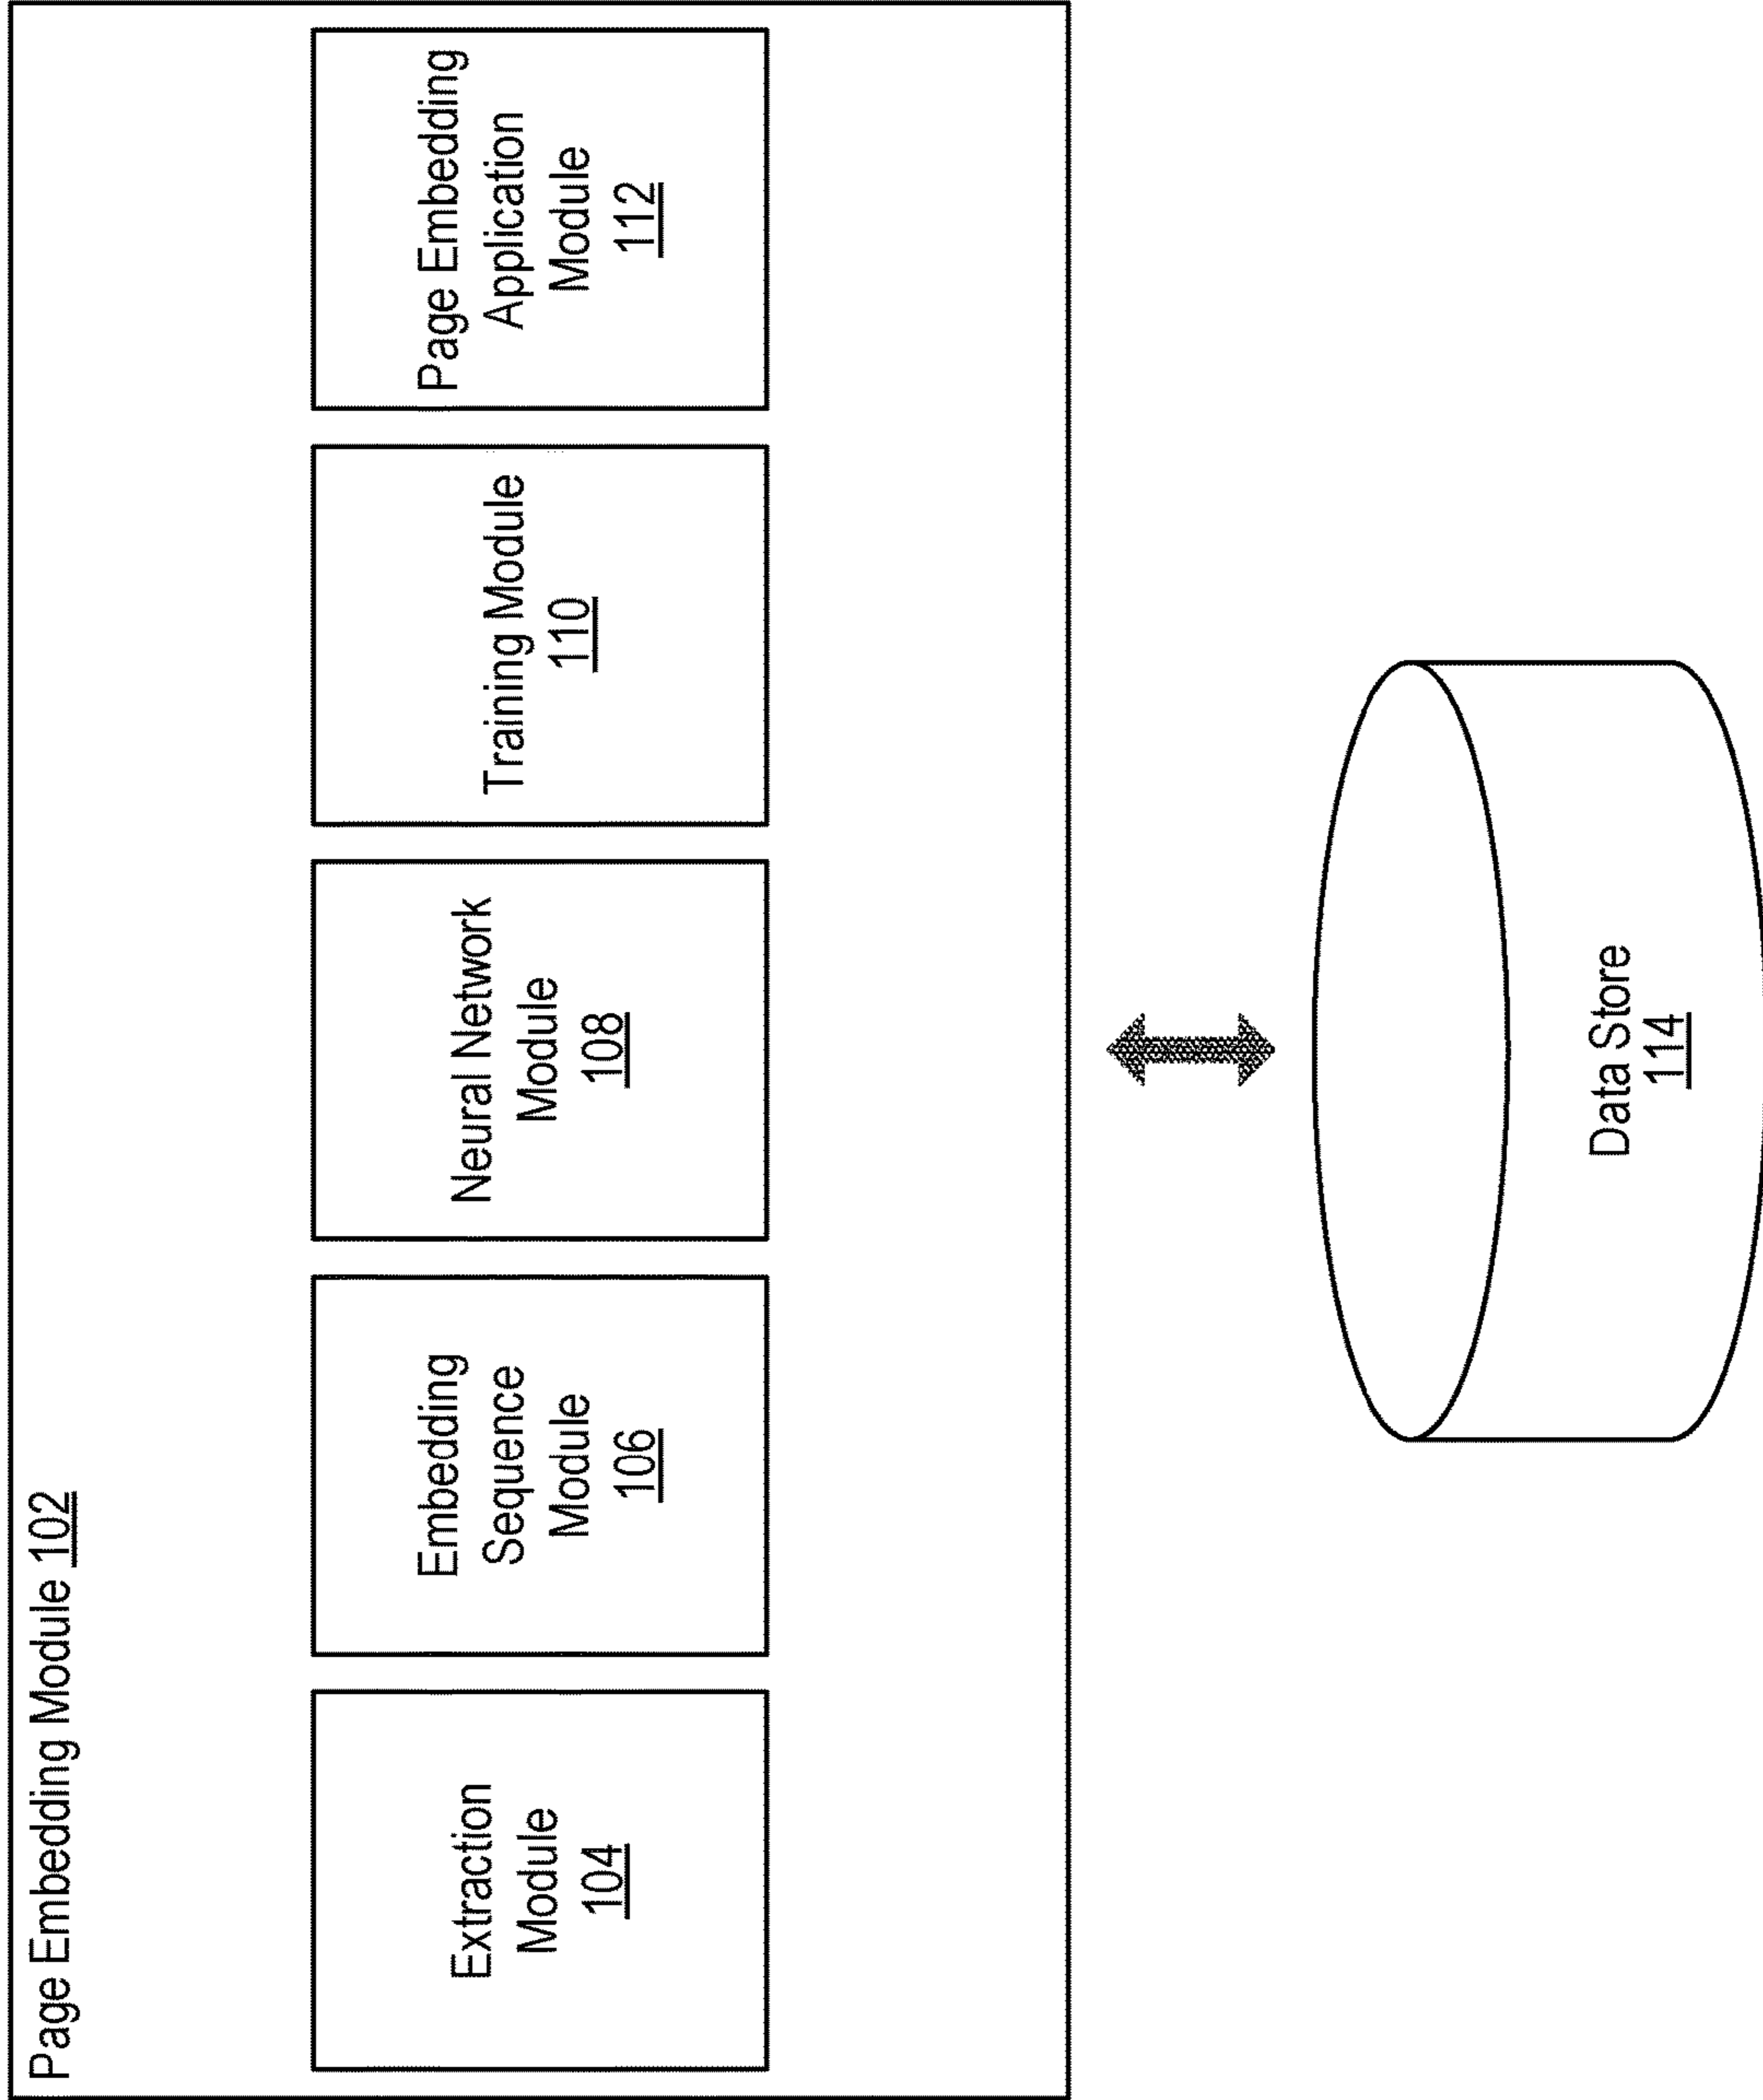 Page Embedding Module 102
Extraction
Module
104
Embedding
Sequence
Module
106
Neural Network
Module
108
Training Module
110
Page Embedding
Application
Module
112
Data Store
114